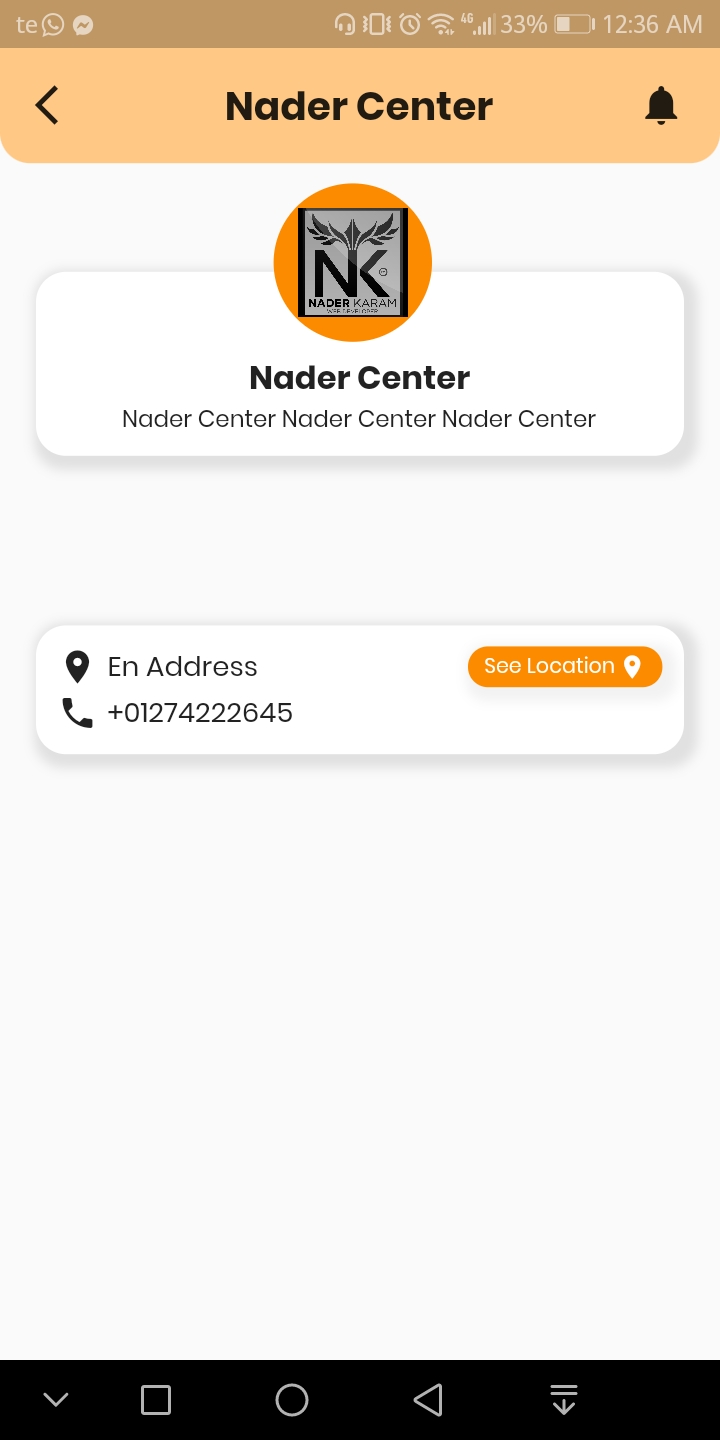 te 4G 33% 12:36 AM
Nader Center
NK
NADER KARAM
WEB DEVELOPER
Nader Center
Nader Center Nader Center Nader Center
En Address
See Location
+01274222645